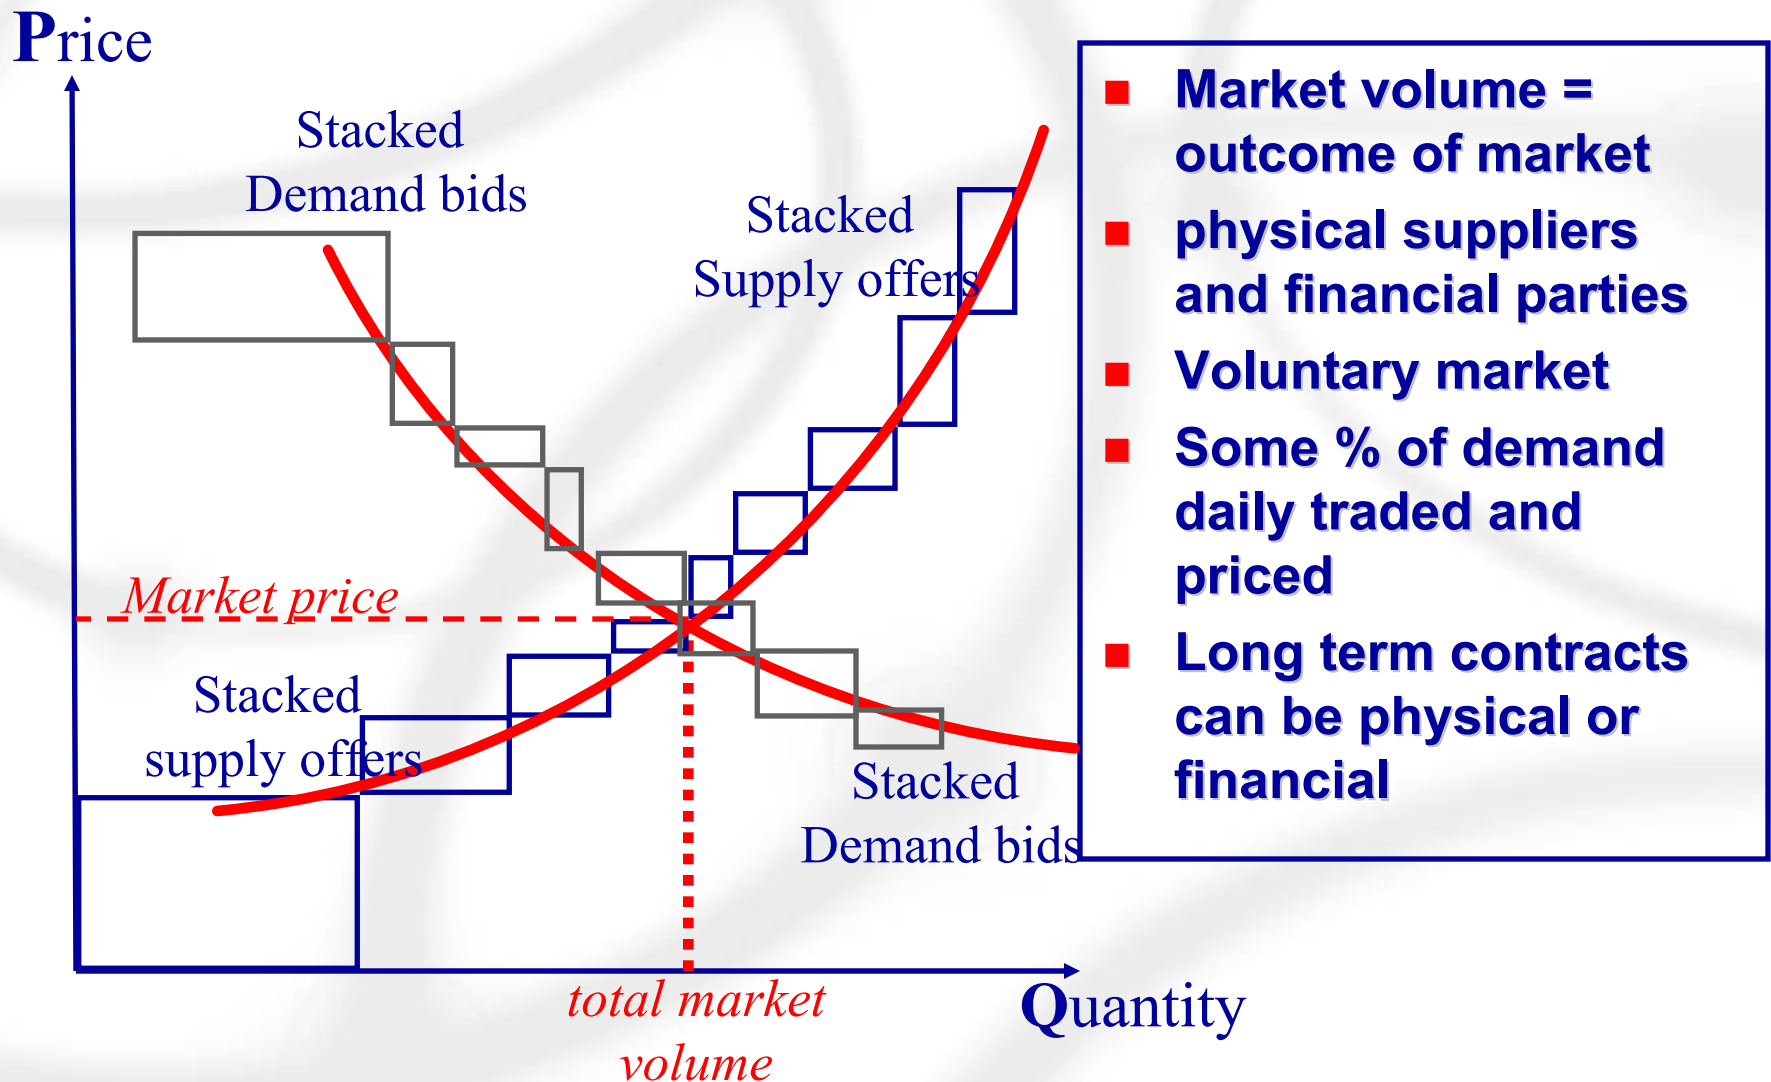 Price
Stacked
Demand bids
Stacked
Supply offers
Market price
Stacked
supply offers
Stacked
Demand bids
total market
volume
Quantity
Market volume =
outcome of market
physical suppliers
and financial parties
Voluntary market
Some % of demand
daily traded and
priced
Long term contracts
can be physical or
financial